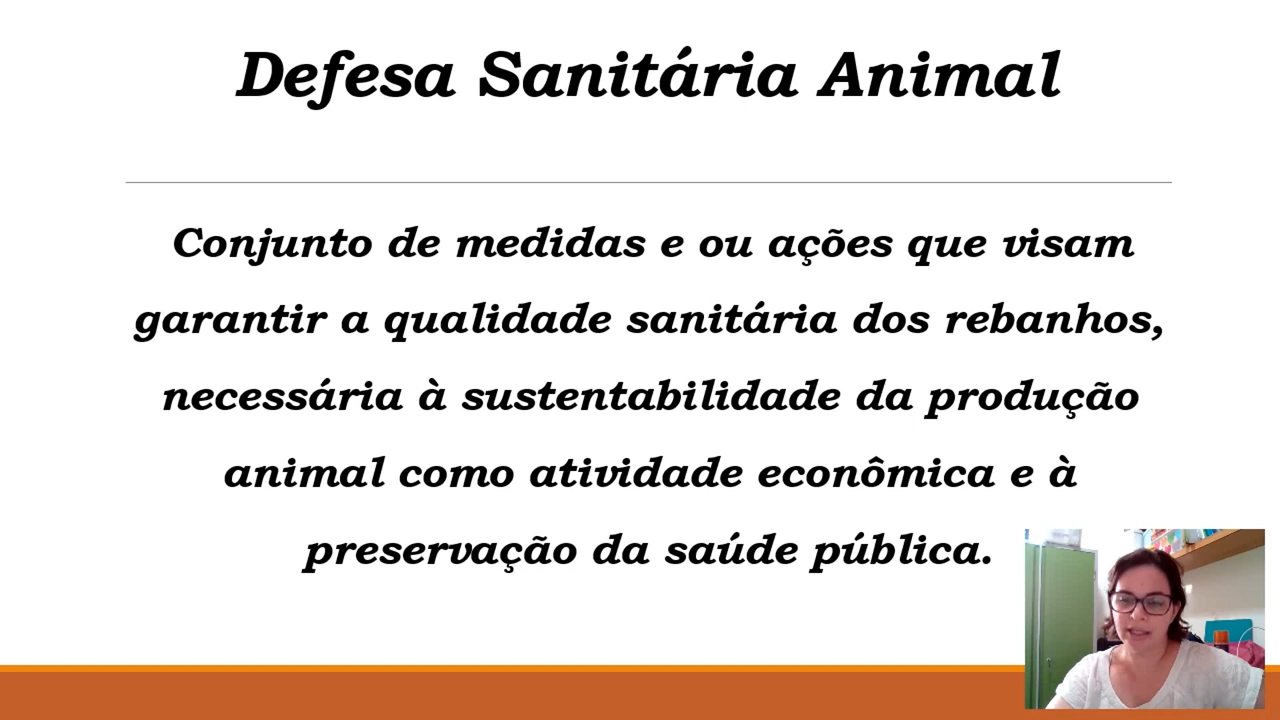 Defesa Sanitária Animal
Conjunto de medidas e ou ações que visam
garantir a qualidade sanitária dos rebanhos,
necessária à sustentabilidade da produção
animal como atividade econômica e à
preservação da saúde pública.